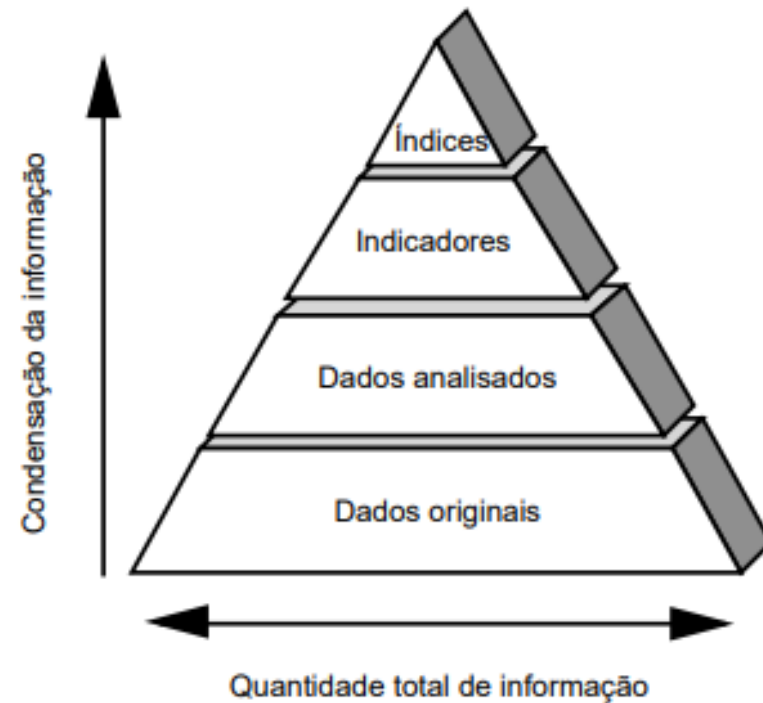 Índices
Indicadores
Dados analisados
Dados originais
Condensação da informação
Quantidade total de informação